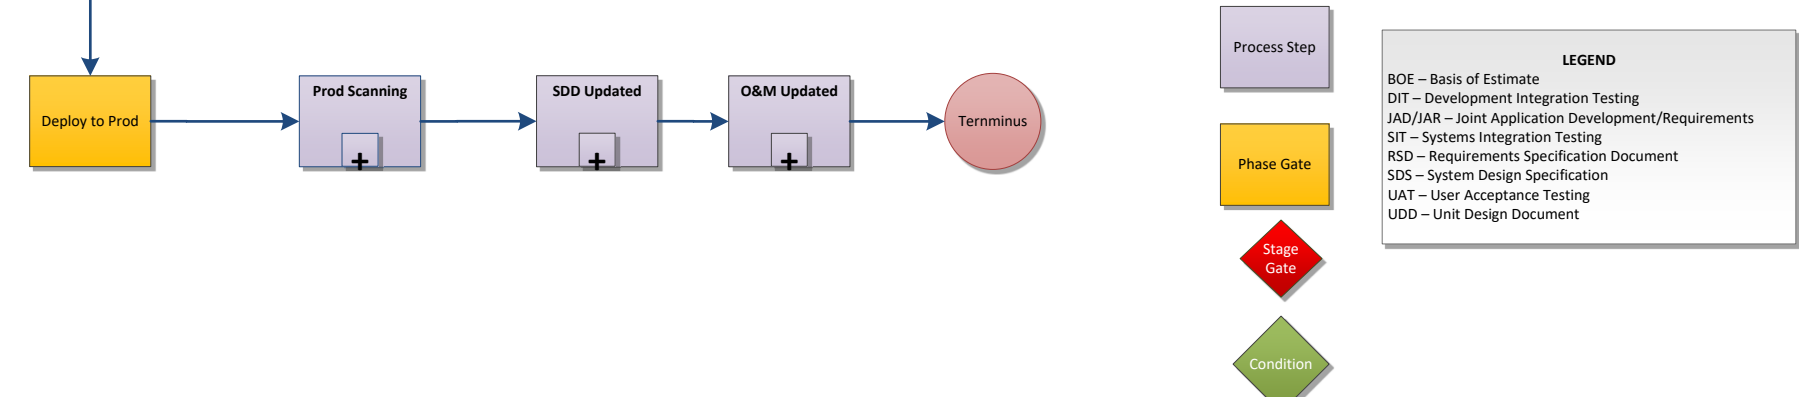 Deploy to Prod
Prod Scanning
+
SDD Updated
+
O&M Updated
+
Ternminus
Process Step
Phase Gate
Stage
Gate
Condition
LEGEND
BOE – Basis of Estimate
DIT – Development Integration Testing
JAD/JAR – Joint Application Development/Requirements
SIT – Systems Integration Testing
RSD – Requirements Specification Document
SDS – System Design Specification
UAT – User Acceptance Testing
UDD – Unit Design Document